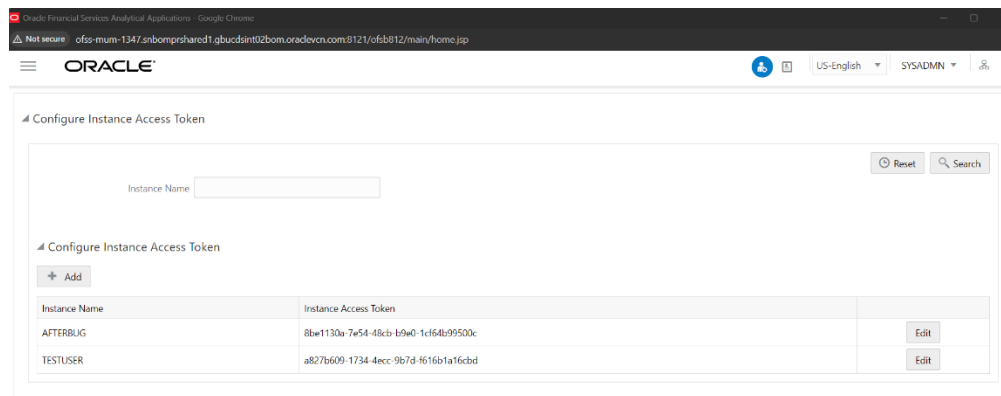 Oracle Financial Services Analytical Applications - Google Chrome
Not secure ofss-mum-1347.snbomprshared1.gbucdsint02bom.oraclevcn.com:8121/ofsb812/main/home.jsp
ORACLE US-English SYSADMN
Configure Instance Access Token
Reset Search
Instance Name
Configure Instance Access Token
Add
Instance Name Instance Access Token
AFTERBUG 8be1130a-7e54-48cb-b9e0-1cf64b99500c Edit
TESTUSER a827b609-1734-4ecc-9b7d-f616b1a16cbd Edit